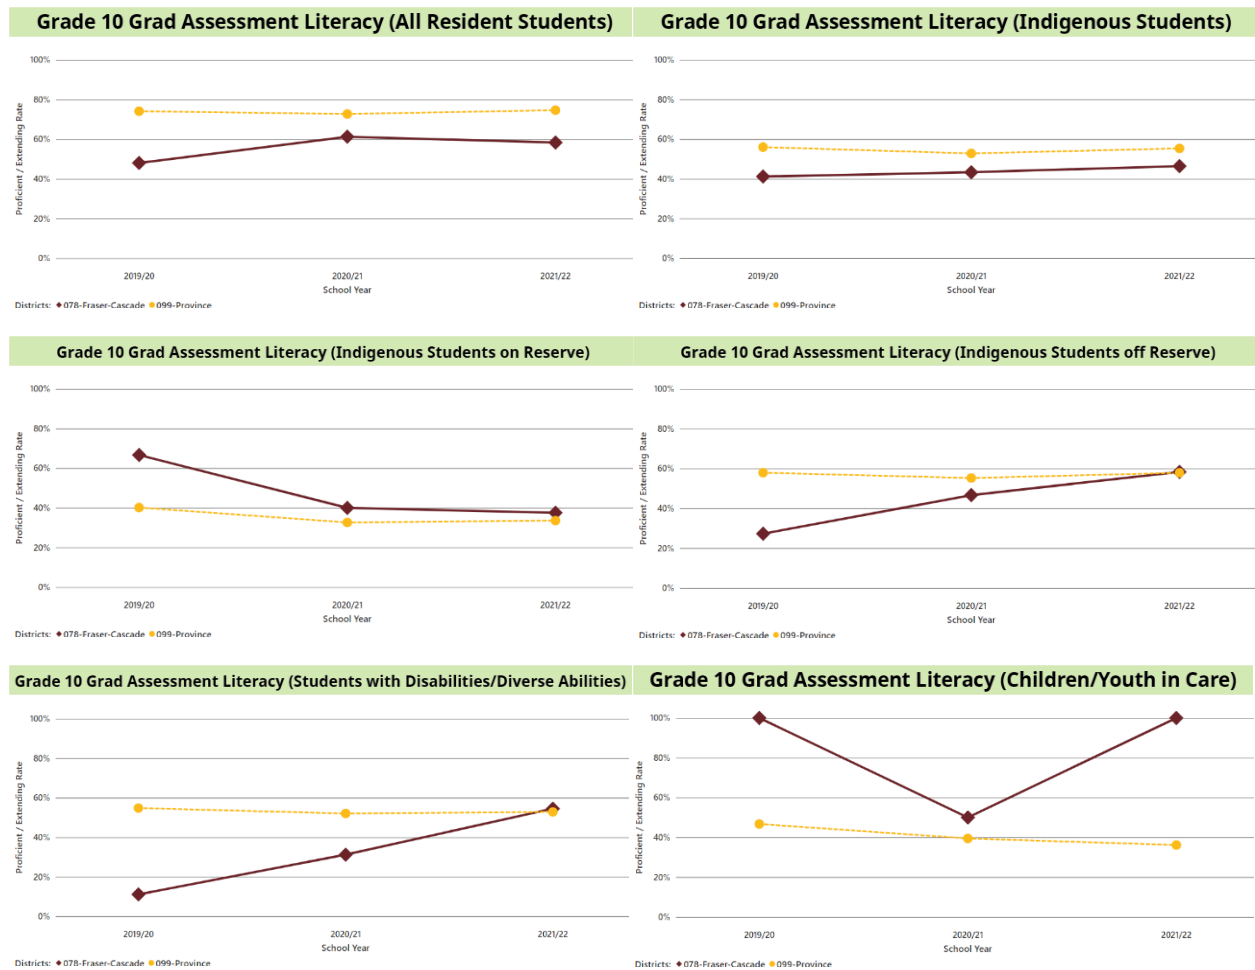 Grade 10 Grad Assessment Literacy (All Resident Students)
100%
80%
60%
40%
20%
0%
Proficient / Extending Rate
2019/20 2020/21 2021/22
School Year
Districts: 078-Fraser-Cascade 099-Province
Grade 10 Grad Assessment Literacy (Indigenous Students)
100%
80%
60%
40%
20%
0%
Proficient / Extending Rate
2019/20 2020/21 2021/22
School Year
Districts: 078-Fraser-Cascade 099-Province
Grade 10 Grad Assessment Literacy (Indigenous Students on Reserve)
100%
80%
60%
40%
20%
0%
Proficient / Extending Rate
2019/20 2020/21 2021/22
School Year
Districts: 078-Fraser-Cascade 099-Province
Grade 10 Grad Assessment Literacy (Indigenous Students off Reserve)
100%
80%
60%
40%
20%
0%
Proficient / Extending Rate
2019/20 2020/21 2021/22
School Year
Districts: 078-Fraser-Cascade 099-Province
Grade 10 Grad Assessment Literacy (Students with Disabilities/Diverse Abilities)
100%
80%
60%
40%
20%
0%
Proficient / Extending Rate
2019/20 2020/21 2021/22
School Year
Districts: 078-Fraser-Cascade 099-Province
Grade 10 Grad Assessment Literacy (Children/Youth in Care)
100%
80%
60%
40%
20%
0%
Proficient / Extending Rate
2019/20 2020/21 2021/22
School Year
Districts: 078-Fraser-Cascade 099-Province